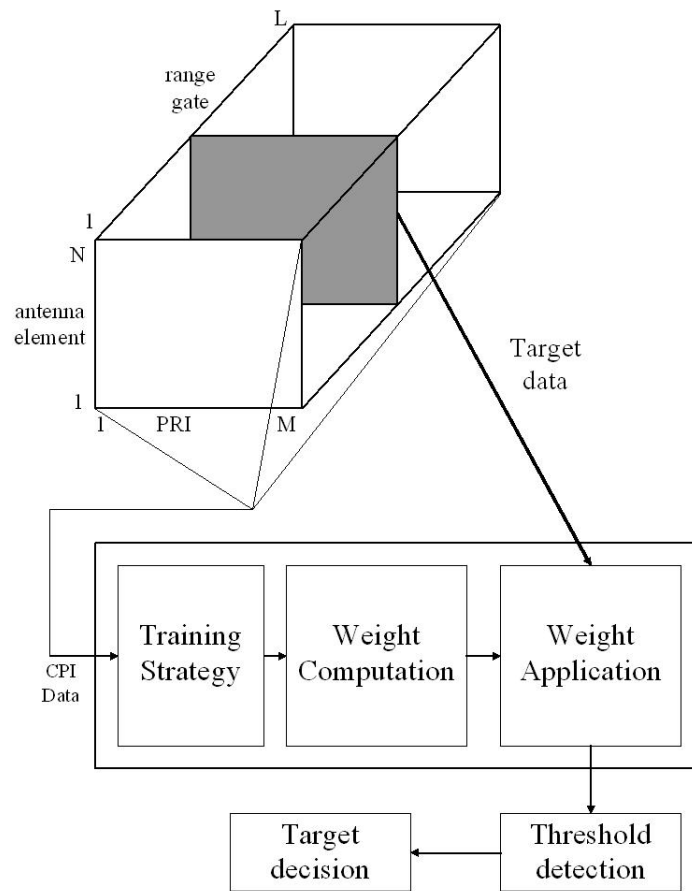 L
range
gate
1
N
antenna
element
1
1 PRI M
Target
data
Training
Strategy
Weight
Computation
Weight
Application
CPI
Data
Target
decision
Threshold
detection